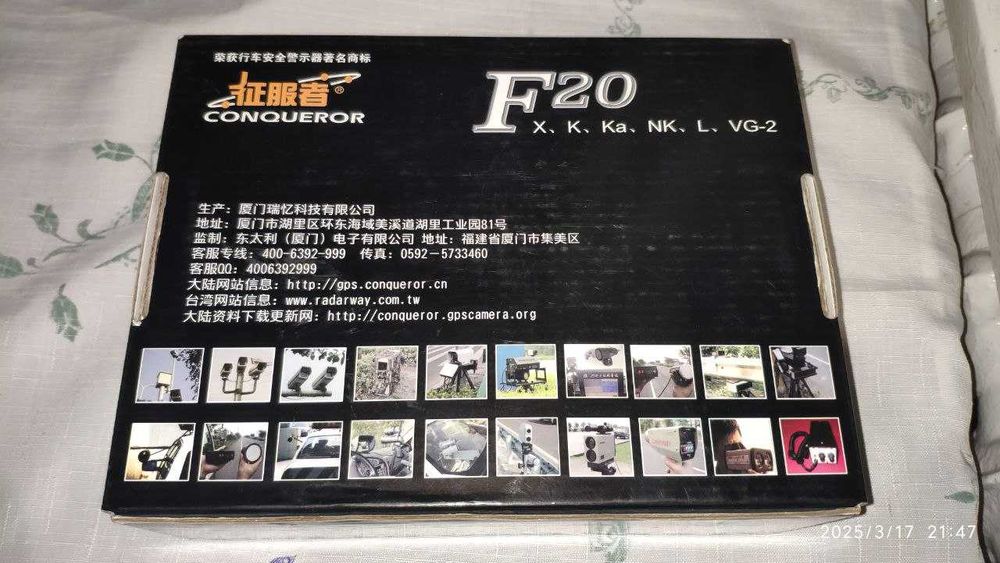 荣获行车安全警示器著名商标
征服者®
CONQUEROR
F20
X、K、Ka、NK、L、VG-2
生产：厦门瑞忆科技有限公司
地址：厦门市湖里区环东海域美溪道湖里工业园81号
监制：东太利（厦门）电子有限公司 地址：福建省厦门市集美区
客服专线：400-6392-999 传真：0592－5733460
客服QQ：4006392999
大陆网站信息：http://gps.conqueror.cn
台湾网站信息：www.radarway.com.tw
大陆资料下载更新网：http://conqueror.gpscamera.org
2025/3/17 21:47